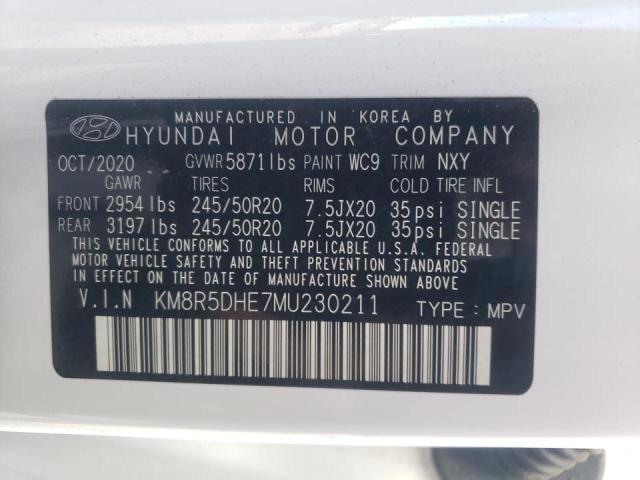 MANUFACTURED IN KOREA BY
HYUNDAI MOTOR COMPANY
OCT/2020 GVWR 5871lbs PAINT WC9 TRIM NXY
GAWR TIRES RIMS COLD TIRE INFL
FRONT 2954lbs 245/50R20 7.5JX20 35psi SINGLE
REAR 3197lbs 245/50R20 7.5JX20 35psi SINGLE
THIS VEHICLE CONFORMS TO ALL APPLICABLE U.S.A. FEDERAL
MOTOR VEHICLE SAFETY AND THEFT PREVENTION STANDARDS
IN EFFECT ON THE DATE OF MANUFACTURE SHOWN ABOVE.
V.I.N KM8R5DHE7MU230211 TYPE : MPV